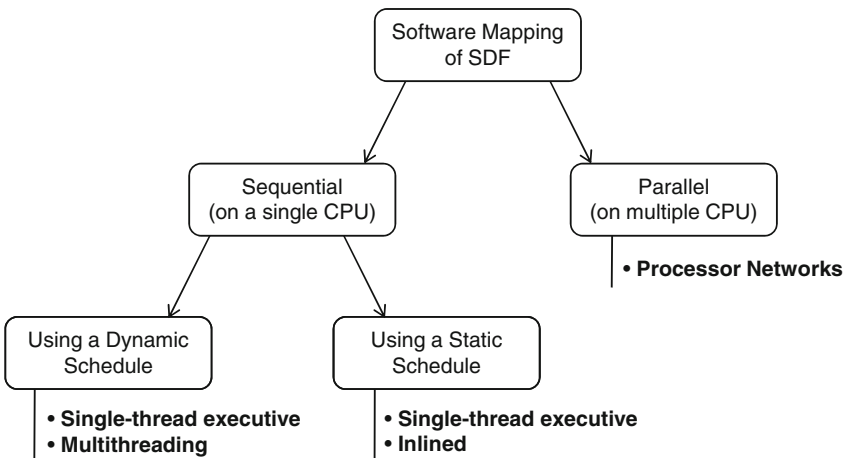 Software Mapping
of SDF
Sequential
(on a single CPU)
Parallel
(on multiple CPU)
• Processor Networks
Using a Dynamic
Schedule
Using a Static
Schedule
• Single-thread executive
• Multithreading
• Single-thread executive
• Inlined